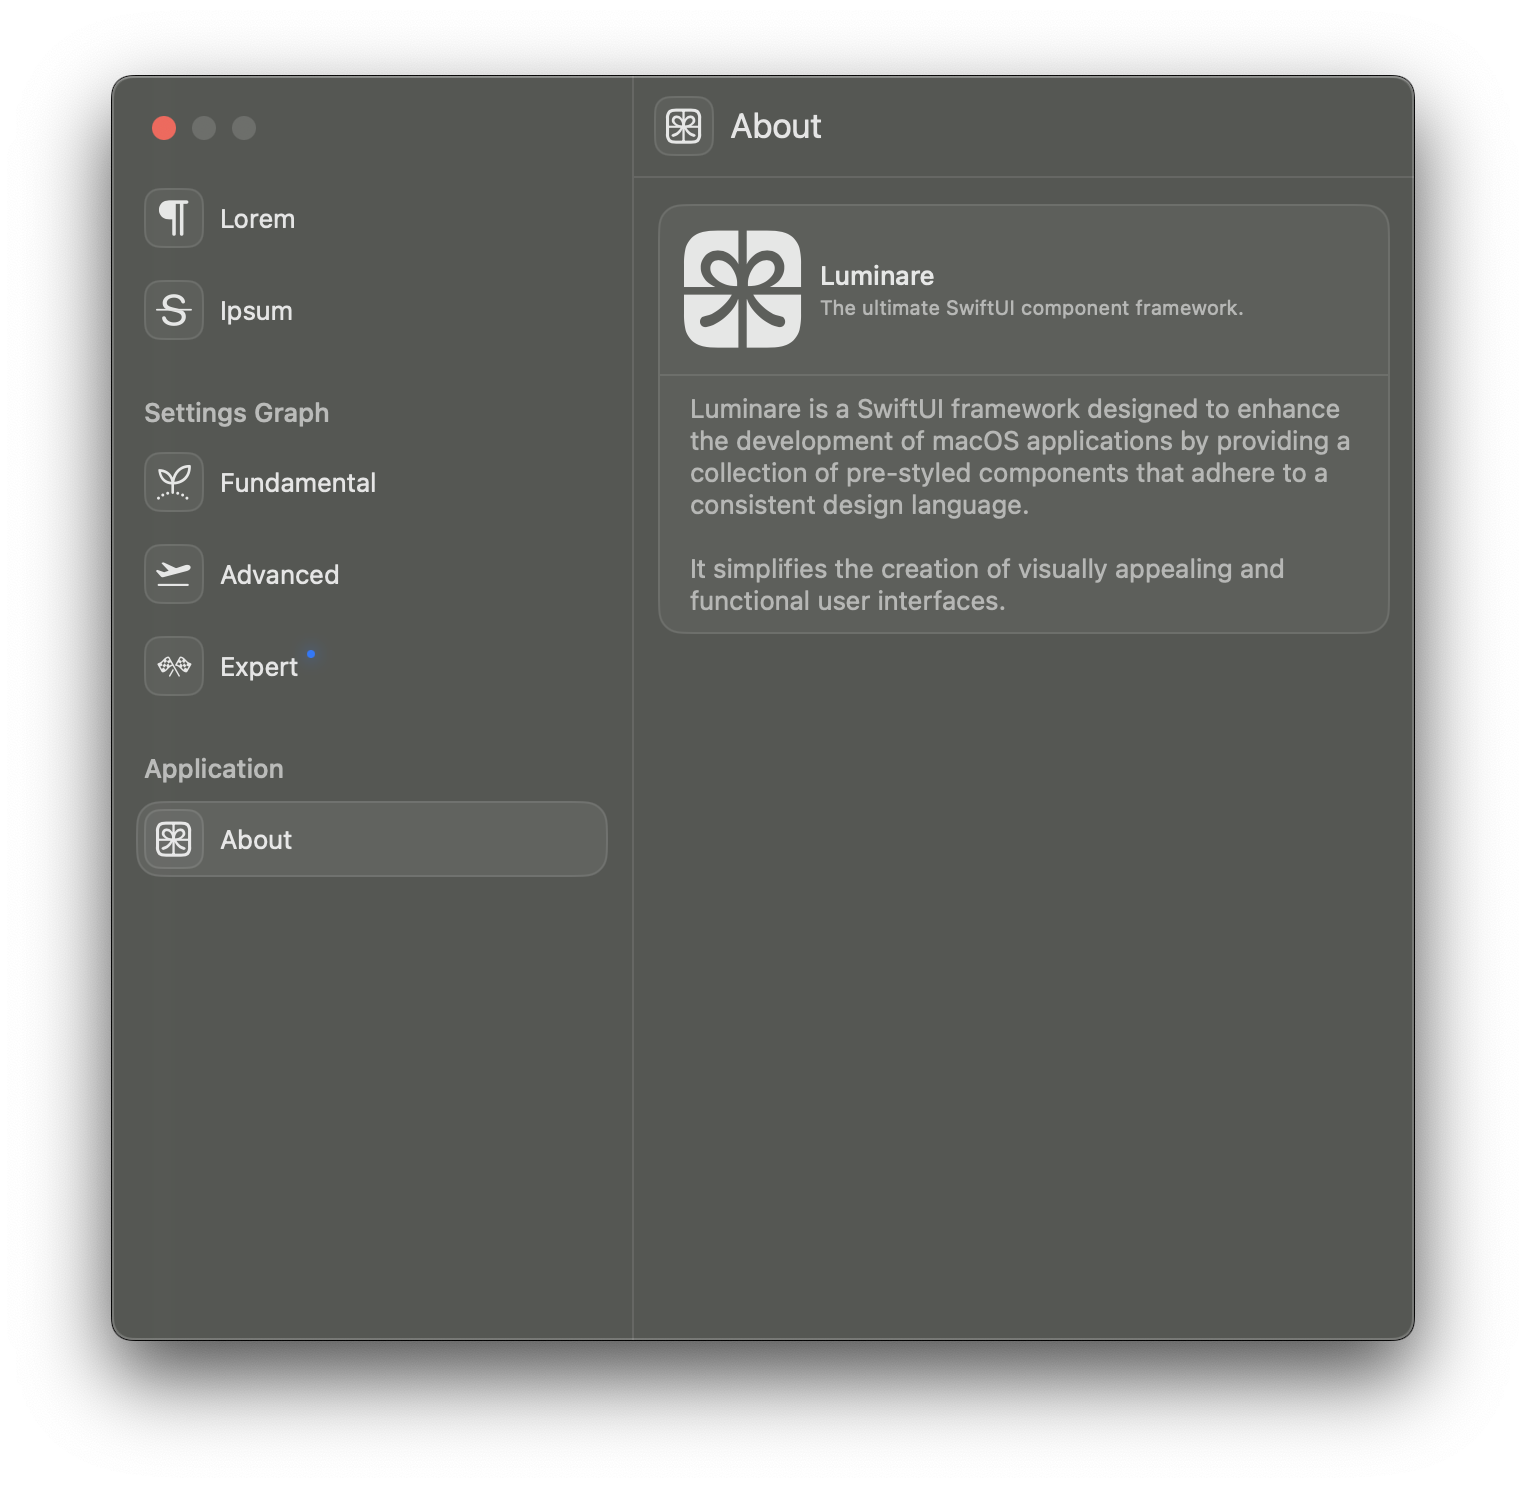 Lorem
Ipsum
Settings Graph
Fundamental
Advanced
Expert
Application
About
About
Luminare
The ultimate SwiftUI component framework.
Luminare is a SwiftUI framework designed to enhance
the development of macOS applications by providing a
collection of pre-styled components that adhere to a
consistent design language.
It simplifies the creation of visually appealing and
functional user interfaces.